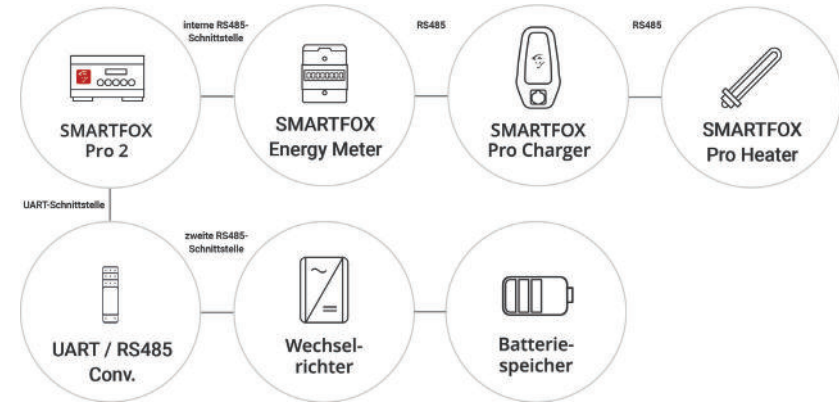 interne RS485-
Schnittstelle
RS485
RS485
SMARTFOX
Pro 2
SMARTFOX
Energy Meter
SMARTFOX
Pro Charger
SMARTFOX
Pro Heater
UART-Schnittstelle
zweite RS485-
Schnittstelle
UART / RS485
Conv.
Wechsel-
richter
Batterie-
speicher